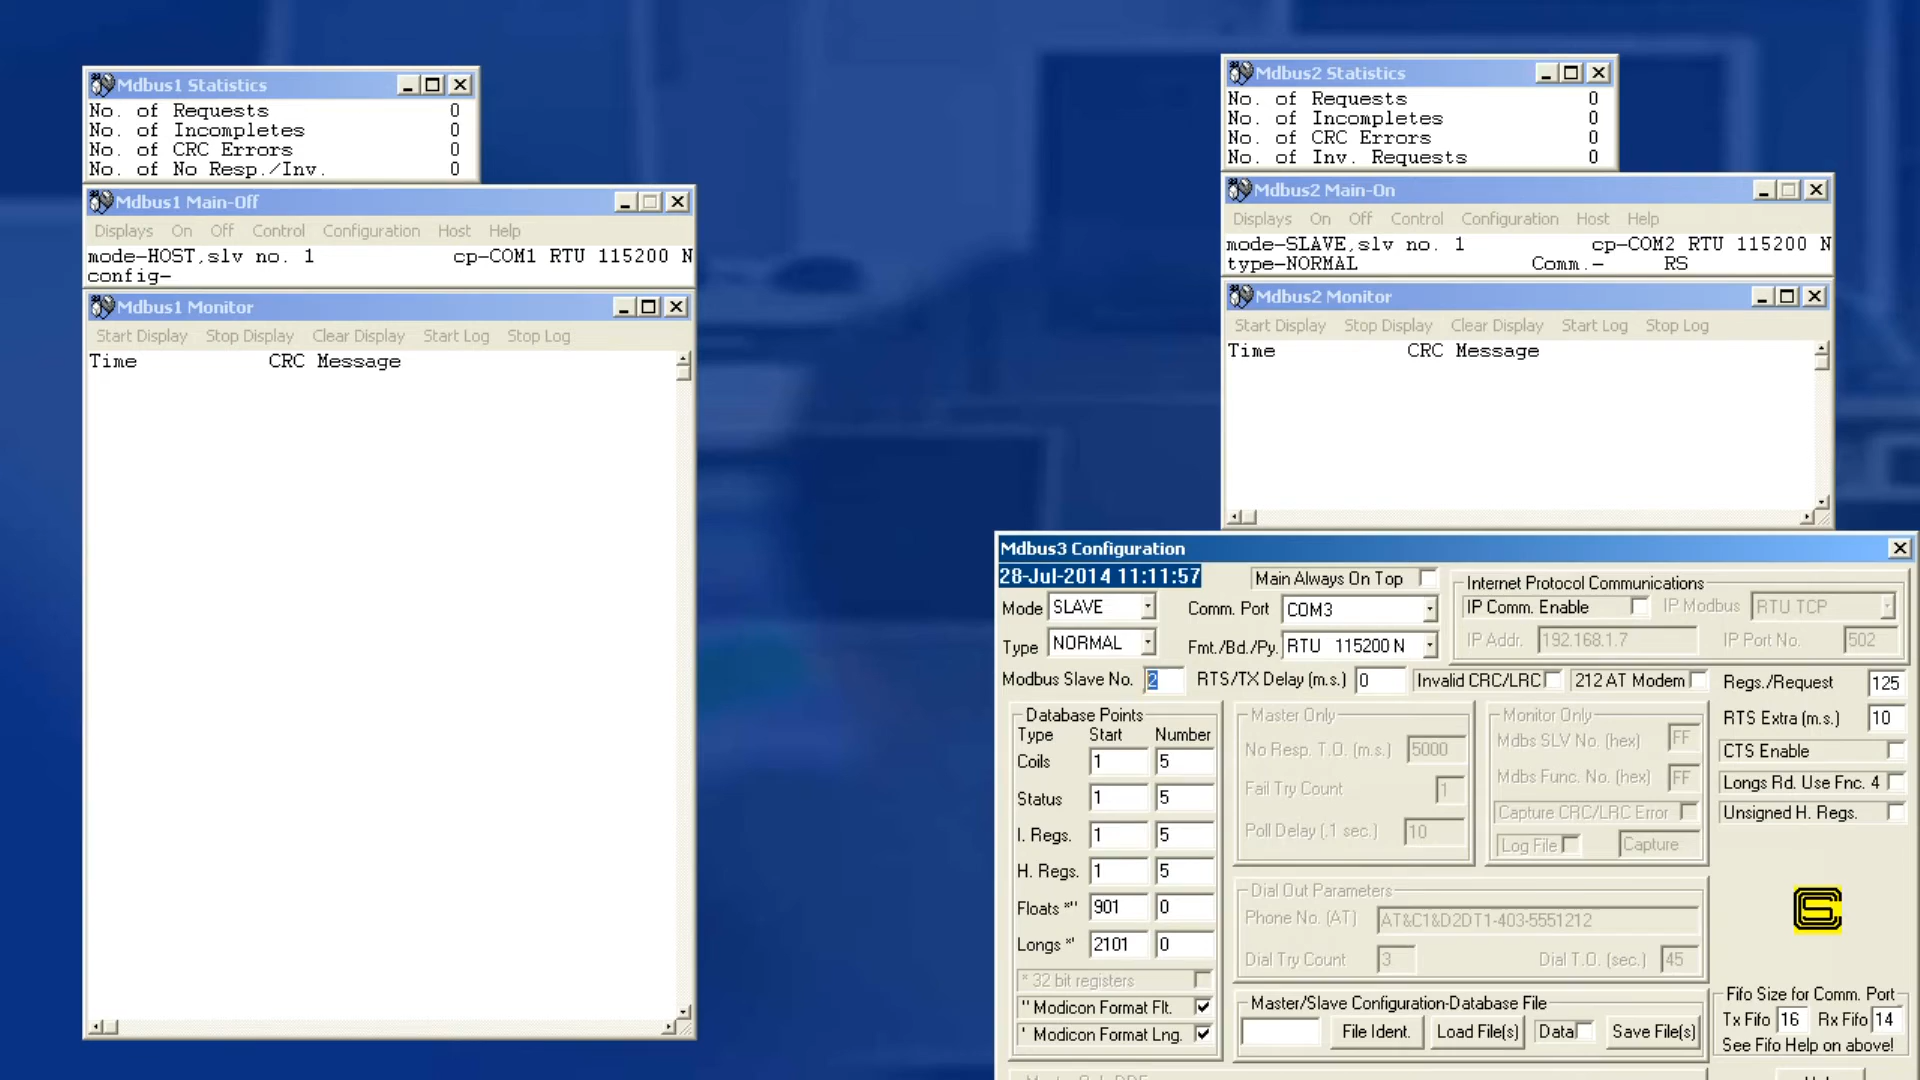 Mdbus1 Statistics
No. of Requests 0
No. of Incompletes 0
No. of CRC Errors 0
No. of No Resp./Inv. 0
Mdbus1 Main-Off
Displays On Off Control Configuration Host Help
mode-HOST,slv no. 1 cp-COM1 RTU 115200 N
config-
Mdbus1 Monitor
Start Display Stop Display Clear Display Start Log Stop Log
Time CRC Message
Mdbus2 Statistics
No. of Requests 0
No. of Incompletes 0
No. of CRC Errors 0
No. of Inv. Requests 0
Mdbus2 Main-On
Displays On Off Control Configuration Host Help
mode-SLAVE,slv no. 1 cp-COM2 RTU 115200 N
type-NORMAL Comm.- RS
Mdbus2 Monitor
Start Display Stop Display Clear Display Start Log Stop Log
Time CRC Message
Mdbus3 Configuration
28-Jul-2014 11:11:57 Main Always On Top
Mode SLAVE Comm. Port COM3
Type NORMAL Fmt./Bd./Py. RTU 115200 N
Modbus Slave No. 2 RTS/TX Delay (m.s.) 0 Invalid CRC/LRC 212 AT Modem
Internet Protocol Communications
IP Comm. Enable IP Modbus RTU TCP
IP Addr. 192.168.1.7 IP Port No. 502
Regs./Request 125
RTS Extra (m.s.) 10
CTS Enable
Longs Rd. Use Fnc. 4
Unsigned H. Regs.
Database Points
Type Start Number
Coils 1 5
Status 1 5
I. Regs. 1 5
H. Regs. 1 5
Floats *'' 901 0
Longs *' 2101 0
* 32 bit registers
'' Modicon Format Flt.
' Modicon Format Lng.
Master Only
No Resp. T.O. (m.s.) 5000
Fail Try Count 1
Poll Delay (.1 sec.) 10
Monitor Only
Mdbs SLV No. (hex) FF
Mdbs Func. No. (hex) FF
Capture CRC/LRC Error
Log File Capture
Dial Out Parameters
Phone No. (AT) AT&C1&D2DT1-403-5551212
Dial Try Count 3 Dial T.O. (sec.) 45
Master/Slave Configuration-Database File
File Ident. Load File(s) Data Save File(s)
Fifo Size for Comm. Port
Tx Fifo 16 Rx Fifo 14
See Fifo Help on above!